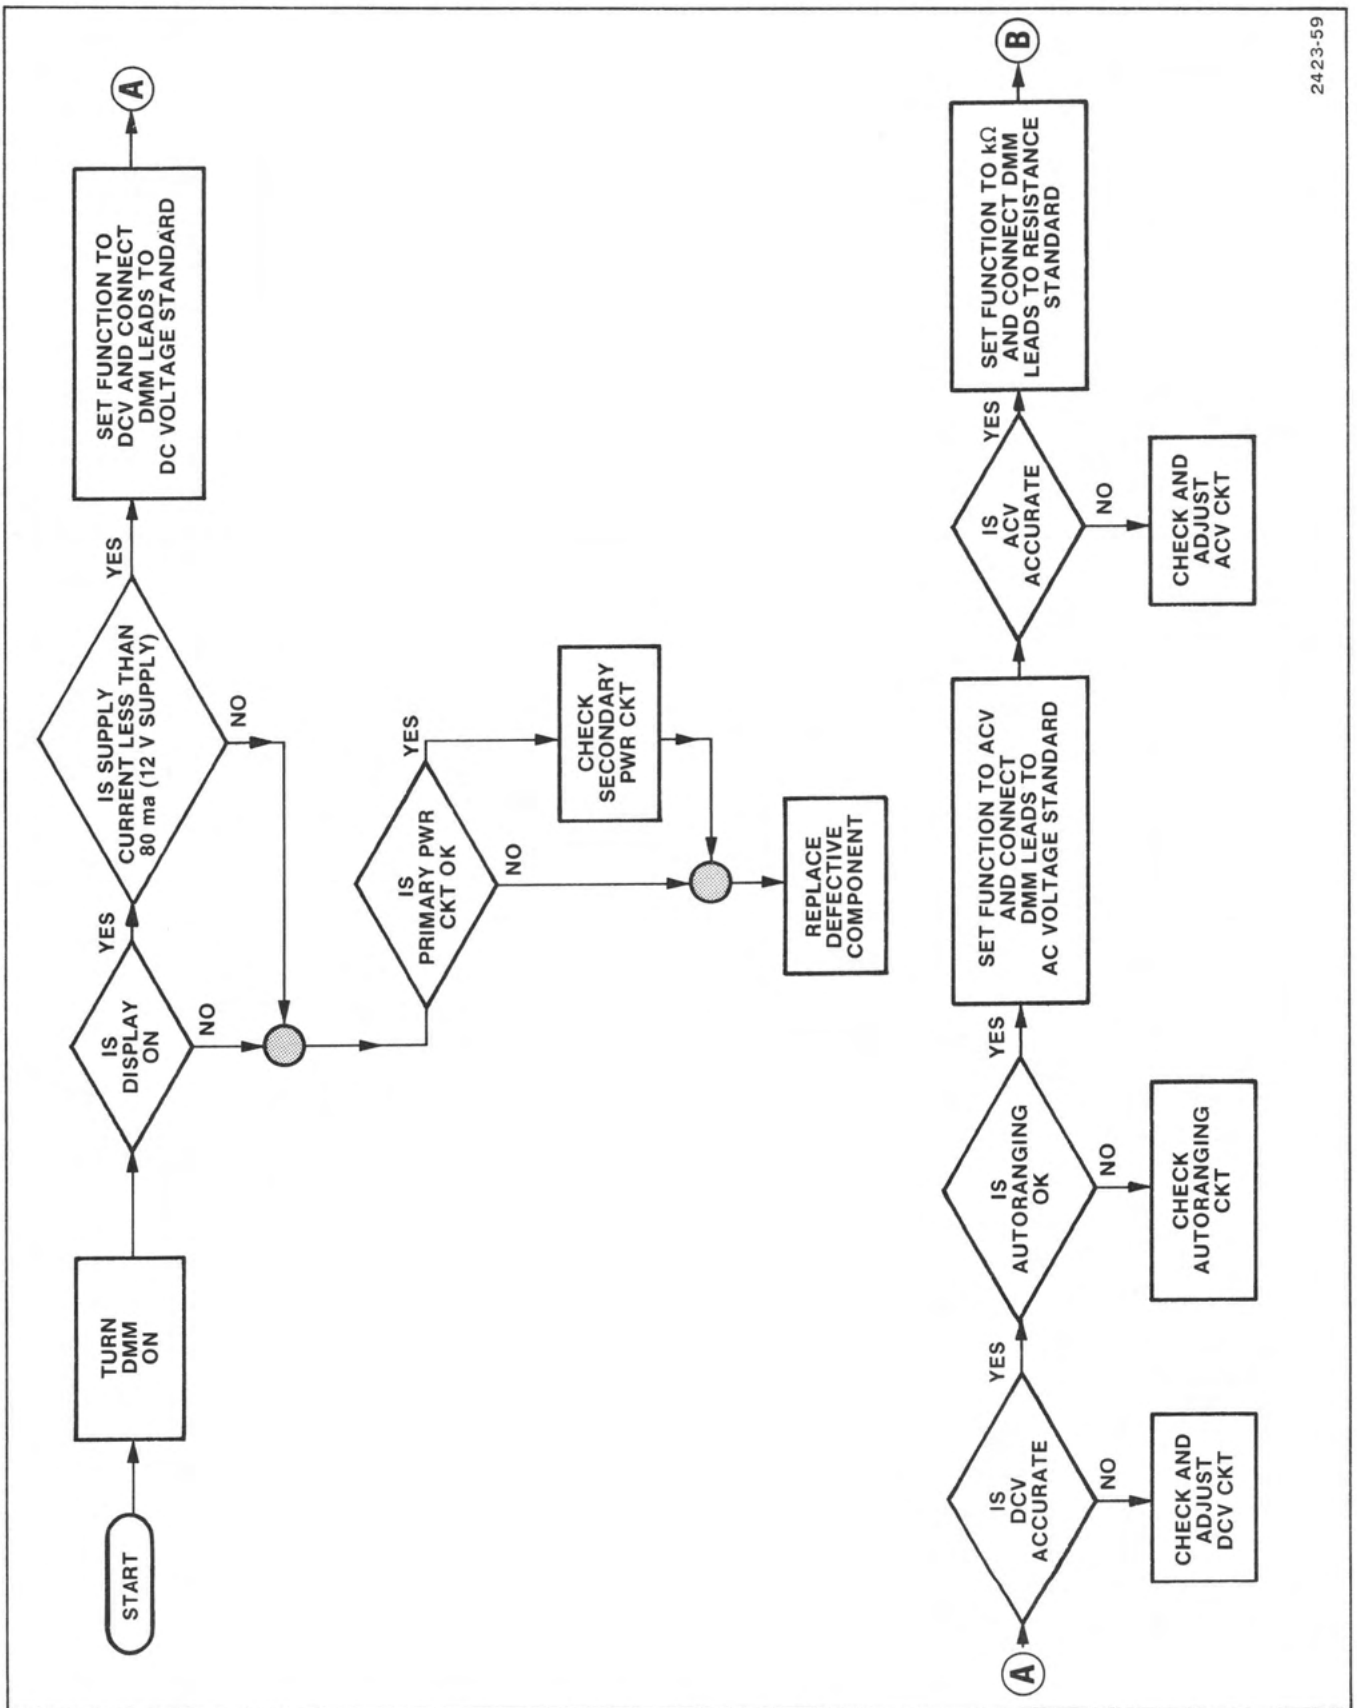 START
TURN
DMM
ON
IS
DISPLAY
ON
YES
NO
IS SUPPLY
CURRENT LESS THAN
80 ma (12 V SUPPLY)
YES
NO
SET FUNCTION TO
DCV AND CONNECT
DMM LEADS TO
DC VOLTAGE STANDARD
A
IS
PRIMARY PWR
CKT OK
YES
NO
CHECK
SECONDARY
PWR CKT
REPLACE
DEFECTIVE
COMPONENT
A
IS
DCV
ACCURATE
YES
NO
CHECK AND
ADJUST
DCV CKT
IS
AUTORANGING
OK
YES
NO
CHECK
AUTORANGING
CKT
SET FUNCTION TO ACV
AND CONNECT
DMM LEADS TO
AC VOLTAGE STANDARD
IS
ACV
ACCURATE
YES
NO
CHECK AND
ADJUST
ACV CKT
SET FUNCTION TO kΩ
AND CONNECT DMM
LEADS TO RESISTANCE
STANDARD
B
2423-59